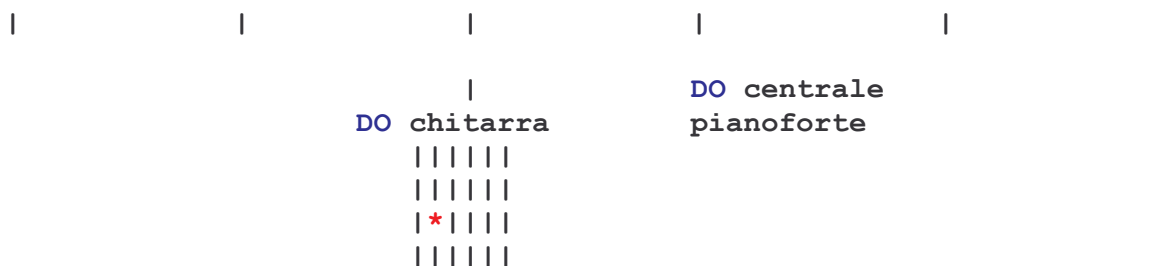 |             |             |             |              |
                          |            DO centrale
                    DO chitarra        pianoforte
                       ||||||
                       ||||||
                       |*||||
                       ||||||